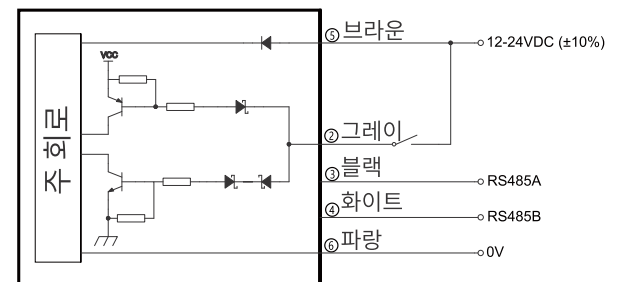 ⑤브라운
12-24VDC (±10%)
VCC
주 회로
②그레이
③블랙
RS485A
④화이트
RS485B
⑥파랑
0V